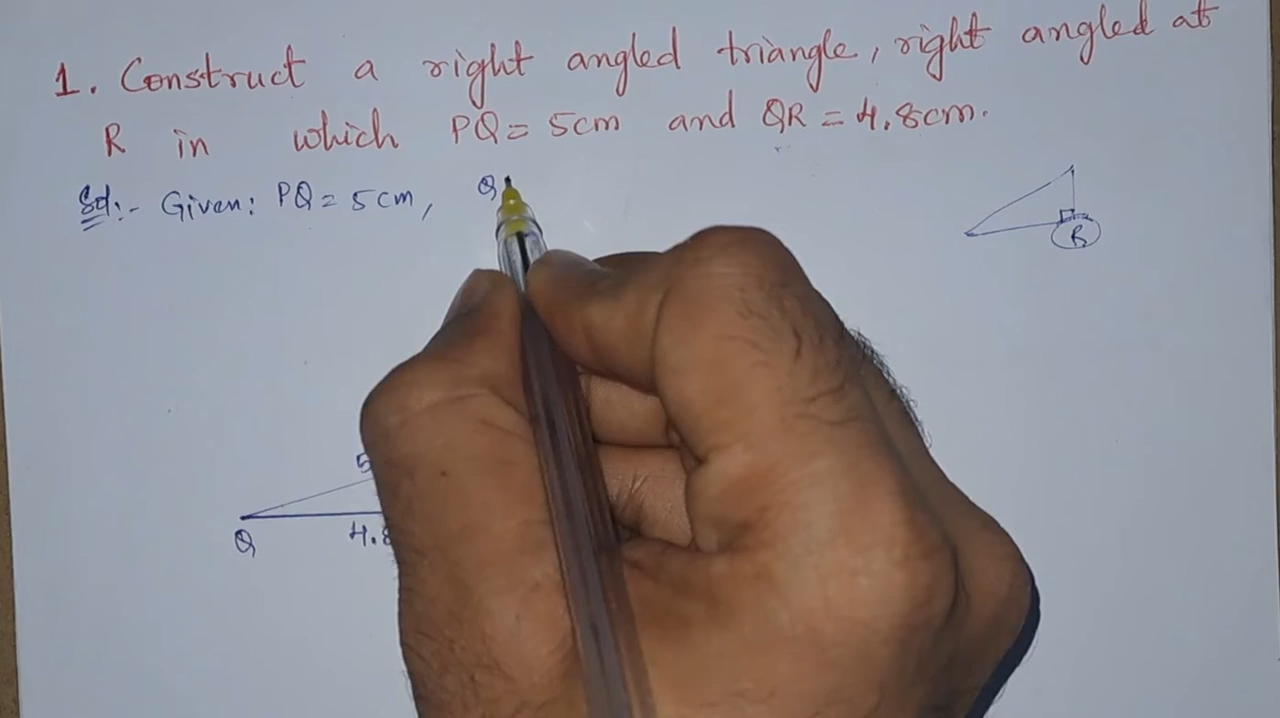 1. Construct a right angled triangle, right angled at
R in which PQ = 5cm and QR = 4.8cm.
Sol:- Given: PQ = 5cm, Q
R
5
Q 4.8